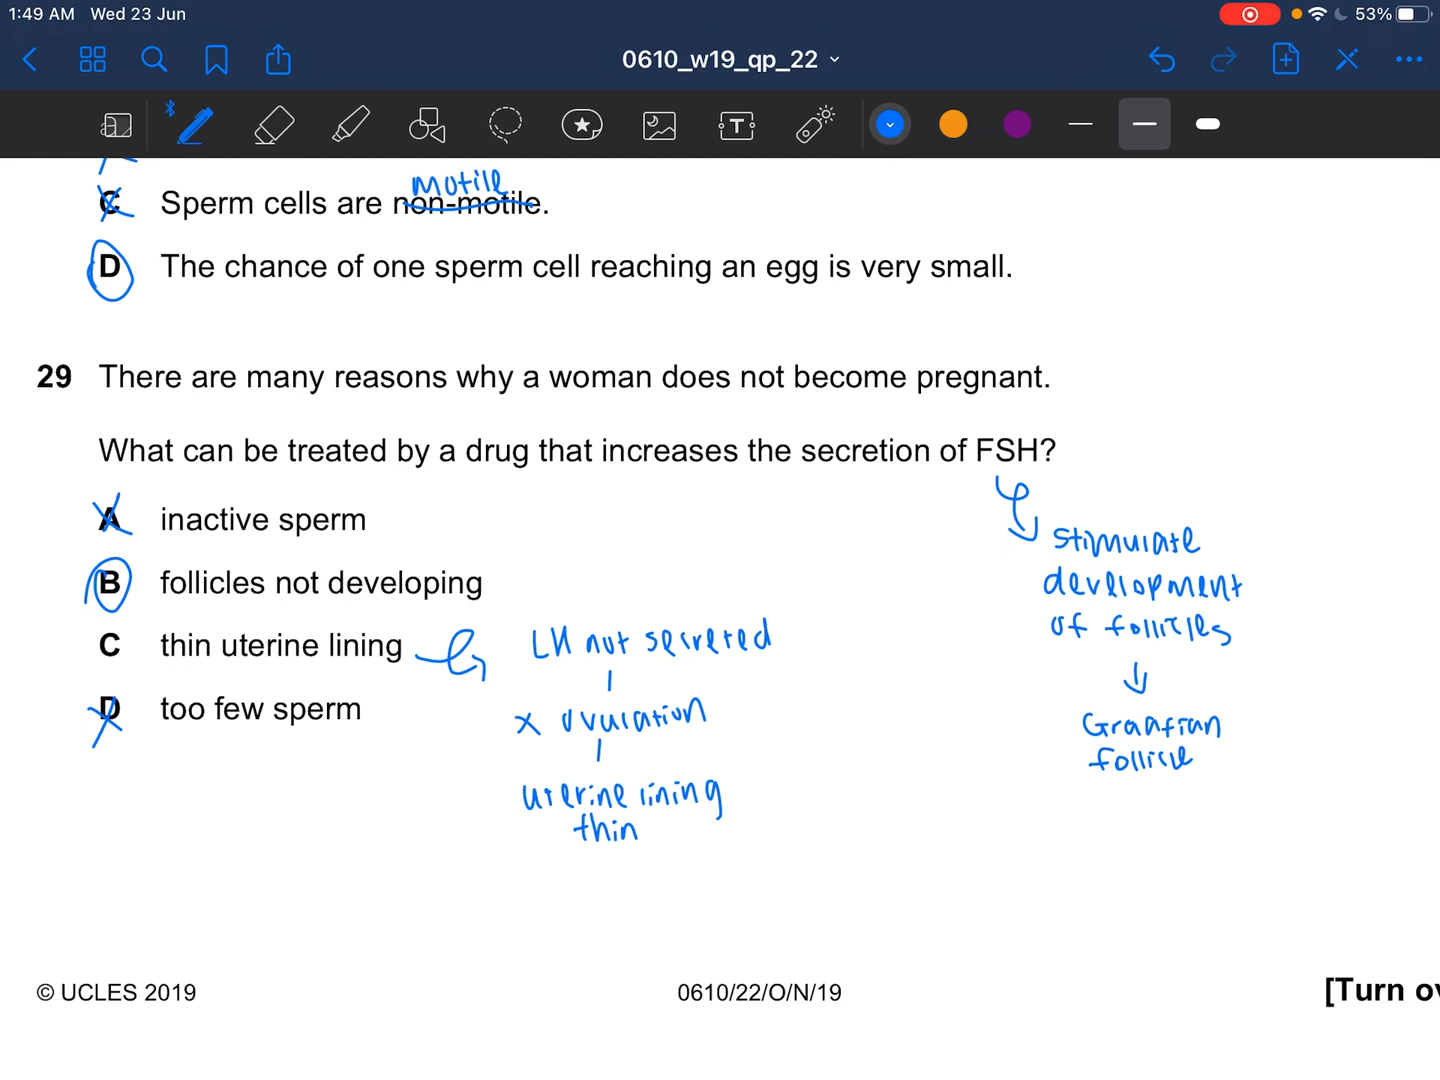 1:49 AM Wed 23 Jun
53%
0610_w19_qp_22
T
motile
C Sperm cells are non-motile.
D The chance of one sperm cell reaching an egg is very small.
29 There are many reasons why a woman does not become pregnant.
What can be treated by a drug that increases the secretion of FSH?
A inactive sperm
B follicles not developing
C thin uterine lining
D too few sperm
LH not secreted
x ovulation
uterine lining
thin
stimulate
development
of follicles
Graafian
follicle
© UCLES 2019
0610/22/O/N/19
[Turn ov